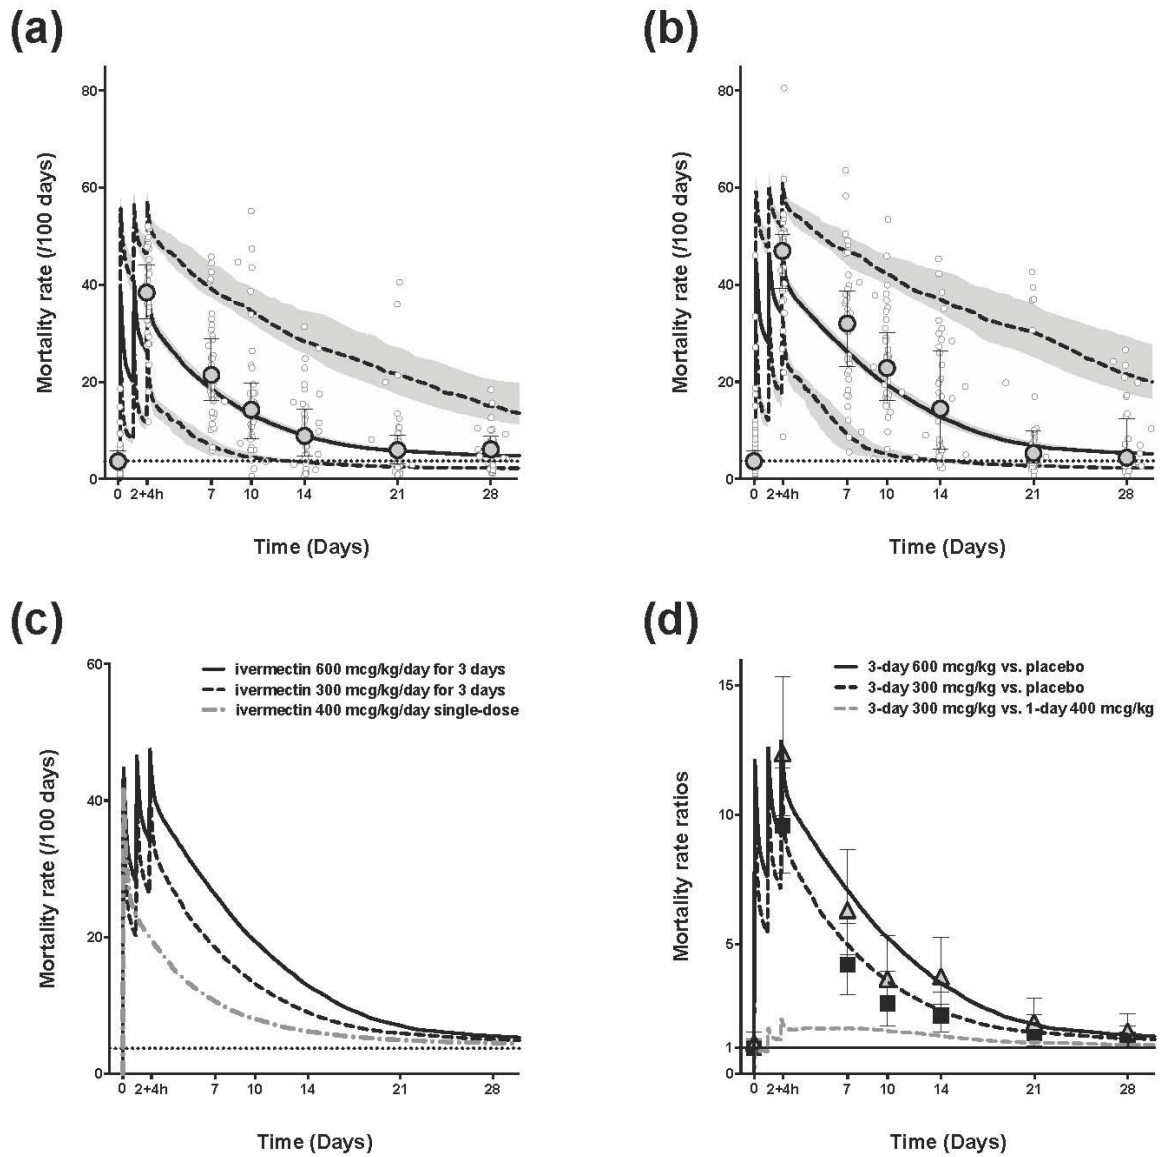 (a)
Mortality rate (/100 days)
80
60
40
20
0
0 2+4h 7 10 14 21 28
Time (Days)
(b)
Mortality rate (/100 days)
80
60
40
20
0
0 2+4h 7 10 14 21 28
Time (Days)
(c)
Mortality rate (/100 days)
60
40
20
0
ivermectin 600 mcg/kg/day for 3 days
ivermectin 300 mcg/kg/day for 3 days
ivermectin 400 mcg/kg/day single-dose
0 2+4h 7 10 14 21 28
Time (Days)
(d)
Mortality rate ratios
15
10
5
1
0
3-day 600 mcg/kg vs. placebo
3-day 300 mcg/kg vs. placebo
3-day 300 mcg/kg vs. 1-day 400 mcg/kg
0 2+4h 7 10 14 21 28
Time (Days)